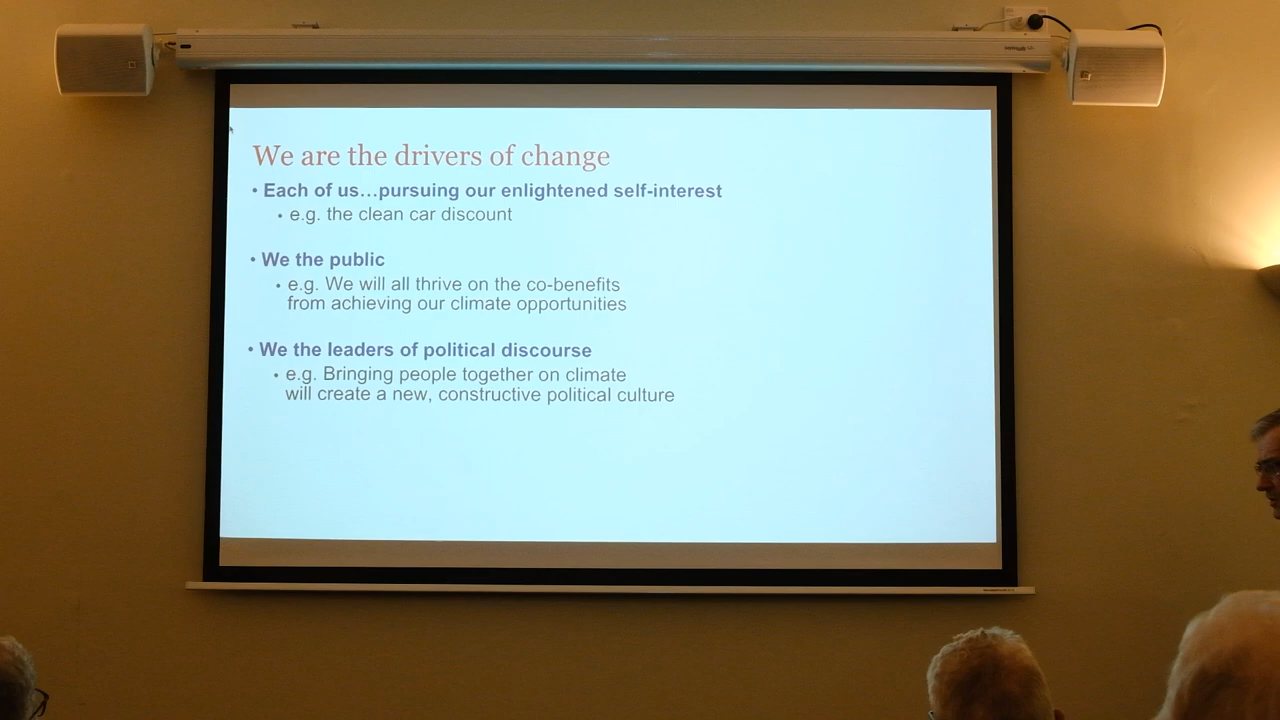 We are the drivers of change
• Each of us...pursuing our enlightened self-interest
• e.g. the clean car discount
• We the public
• e.g. We will all thrive on the co-benefits
from achieving our climate opportunities
• We the leaders of political discourse
• e.g. Bringing people together on climate
will create a new, constructive political culture